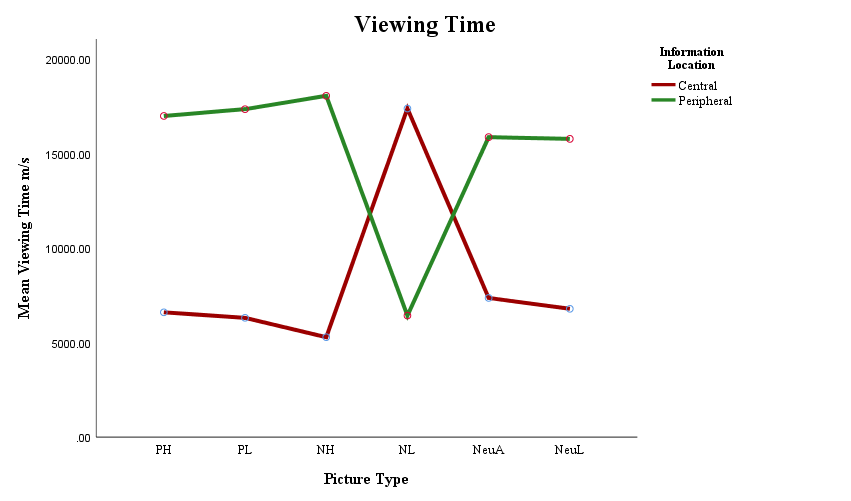 Viewing Time
Information
Location
Central
Peripheral
Mean Viewing Time m/s
20000.00
15000.00
10000.00
5000.00
.00
PH PL NH NL NeuA NeuL
Picture Type